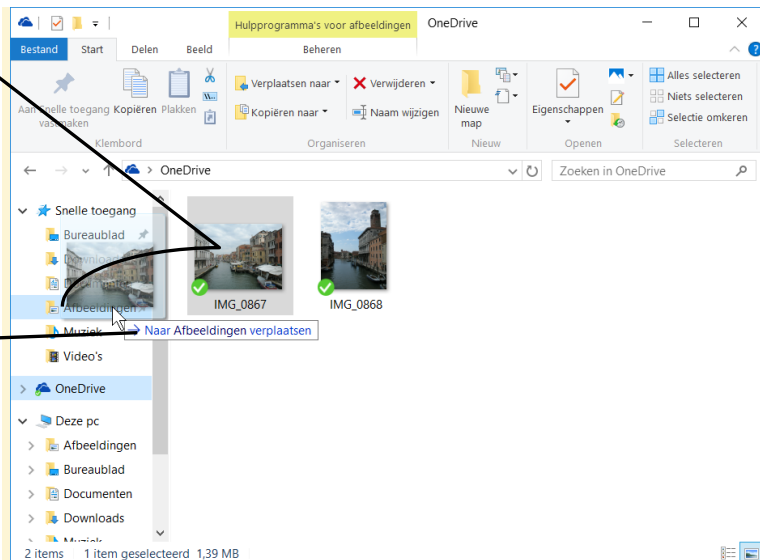 Hulpprogramma's voor afbeeldingen OneDrive
Bestand Start Delen Beeld Beheren
Aan Snelle toegang vastmaken
Kopiëren
Plakken
Klembord
Verplaatsen naar
Kopiëren naar
Verwijderen
Naam wijzigen
Organiseren
Nieuwe map
Nieuw
Eigenschappen
Openen
Alles selecteren
Niets selecteren
Selectie omkeren
Selecteren
OneDrive
Zoeken in OneDrive
Snelle toegang
Bureaublad
Downloads
Documenten
Afbeeldingen
Muziek
Video's
OneDrive
Deze pc
Afbeeldingen
Bureaublad
Documenten
Downloads
Muziek
IMG_0867
IMG_0868
Naar Afbeeldingen verplaatsen
2 items 1 item geselecteerd 1,39 MB